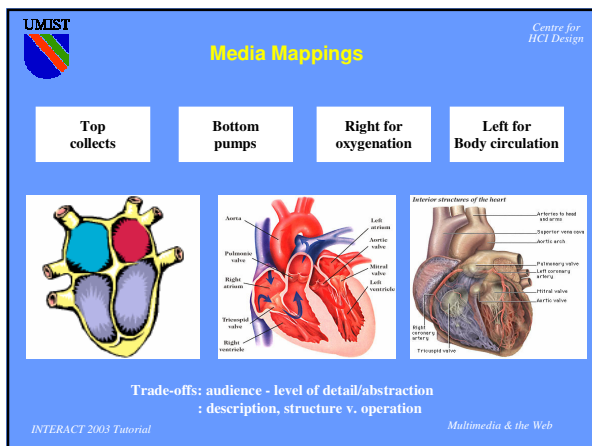 UMIST
Centre for
HCI Design
Media Mappings
Top
collects
Bottom
pumps
Right for
oxygenation
Left for
Body circulation
Aorta
Pulmonic
valve
Right
atrium
Tricuspid
valve
Right
ventricle
Left
atrium
Aortic
valve
Mitral
valve
Left
ventricle
Interior structures of the heart
Arteries to head
and arms
Superior vena cava
Aortic arch
Pulmonary valve
Left coronary
artery
Mitral valve
Aortic valve
Right
coronary
artery
Tricuspid valve
Trade-offs: audience - level of detail/abstraction
: description, structure v. operation
INTERACT 2003 Tutorial
Multimedia & the Web